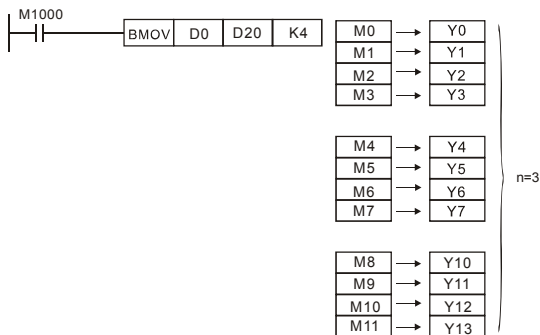 M1000
BMOV D0 D20 K4
M0 Y0
M1 Y1
M2 Y2
M3 Y3
M4 Y4
M5 Y5
M6 Y6
M7 Y7
n=3
M8 Y10
M9 Y11
M10 Y12
M11 Y13